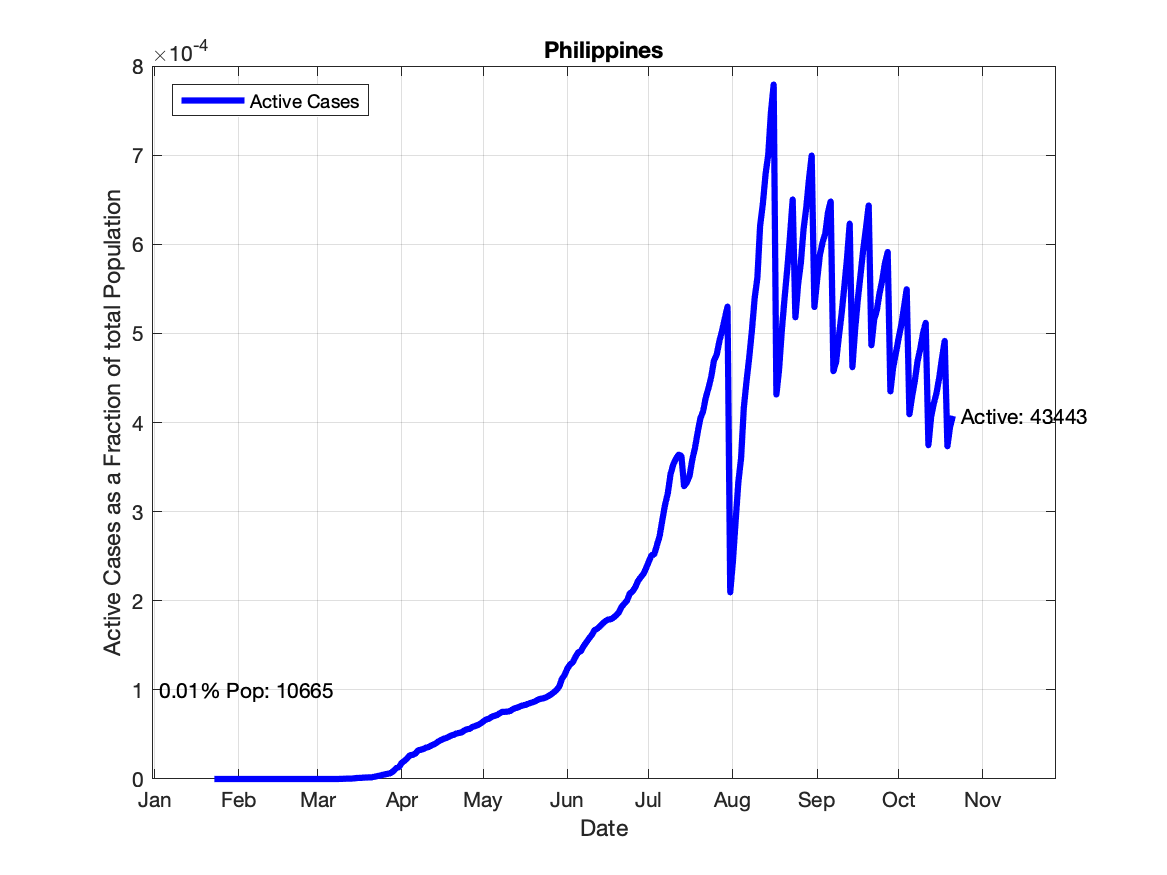 Philippines
×10-4
Active Cases
8
7
6
5
4
3
2
1
0
Active Cases as a Fraction of total Population
Active: 43443
0.01% Pop: 10665
Jan Feb Mar Apr May Jun Jul Aug Sep Oct Nov
Date